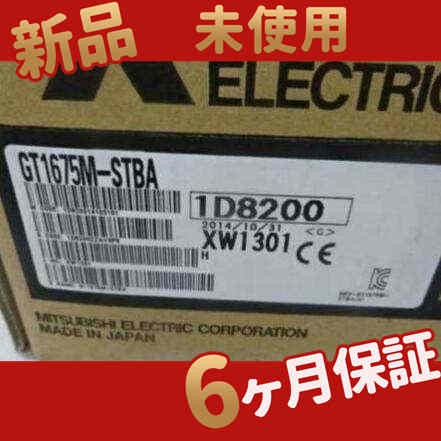 新品 未使用
ELECTRIC
GT1675M-STBA
1D8200
2014/10/31 <G>
XW1301 CE
H
MITSUBISHI ELECTRIC CORPORATION
MADE IN JAPAN
6ヶ月保証